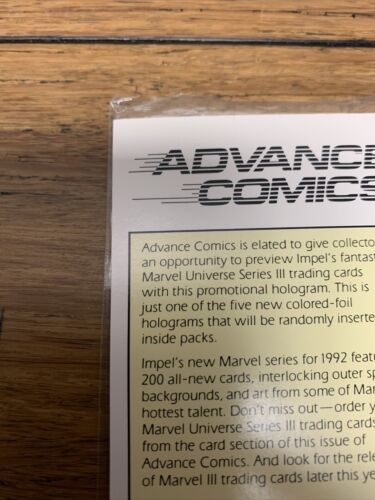 ADVANCE
COMICS
Advance Comics is elated to give collecto
an opportunity to preview Impel's fantas
Marvel Universe Series III trading cards
with this promotional hologram. This is
just one of the five new colored-foil
holograms that will be randomly inserte
inside packs.
Impel's new Marvel series for 1992 featu
200 all-new cards, interlocking outer sp
backgrounds, and art from some of Mar
hottest talent. Don't miss out—order y
Marvel Universe Series III trading cards
from the card section of this issue of
Advance Comics. And look for the rele
of Marvel trading cards later this ye